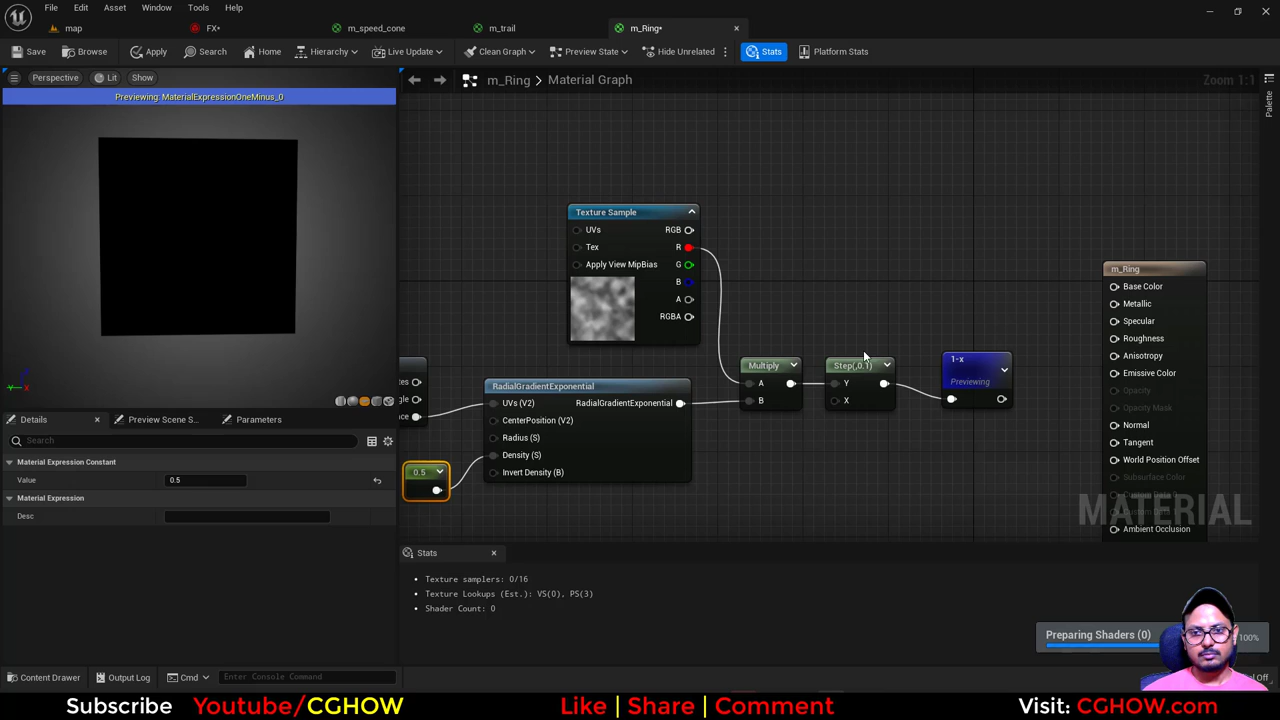 File Edit Asset Window Tools Help
map FX* m_speed_cone m_trail m_Ring*
Save Browse Apply Search Home Hierarchy Live Update Clean Graph Preview State Hide Unrelated Stats Platform Stats
Perspective Lit Show
m_Ring > Material Graph
Zoom 1:1
Palette
Previewing: MaterialExpressionOneMinus_0
Texture Sample
UVs RGB
Tex R
Apply View MipBias G
B
A
RGBA
m_Ring
Base Color
Metallic
Specular
Roughness
Anisotropy
Emissive Color
Opacity
Opacity Mask
Normal
Tangent
World Position Offset
Subsurface Color
Ambient Occlusion
Multiply
A
B
Step(,0.1)
Y
X
1-x
Previewing
RadialGradientExponential
UVs (V2) RadialGradientExponential
CenterPosition (V2)
Radius (S)
Density (S)
Invert Density (B)
0.5
MATERIAL
Details Preview Scene S... Parameters
Search
Material Expression Constant
Value 0.5
Material Expression
Desc
Stats
Texture samplers: 0/16
Texture Lookups (Est.): VS(0), PS(3)
Shader Count: 0
Preparing Shaders (0) 100%
Content Drawer Output Log Cmd Enter Console Command
Subscribe Youtube/CGHOW Like | Share | Comment Visit: CGHOW.com